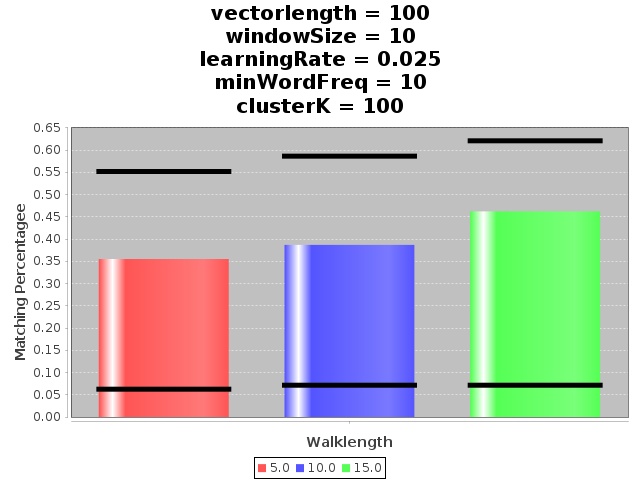 vectorlength = 100
windowSize = 10
learningRate = 0.025
minWordFreq = 10
clusterK = 100
0.65
0.60
0.55
0.50
0.45
0.40
0.35
0.30
0.25
0.20
0.15
0.10
0.05
0.00
Matching Percentagee
Walklength
5.0 10.0 15.0